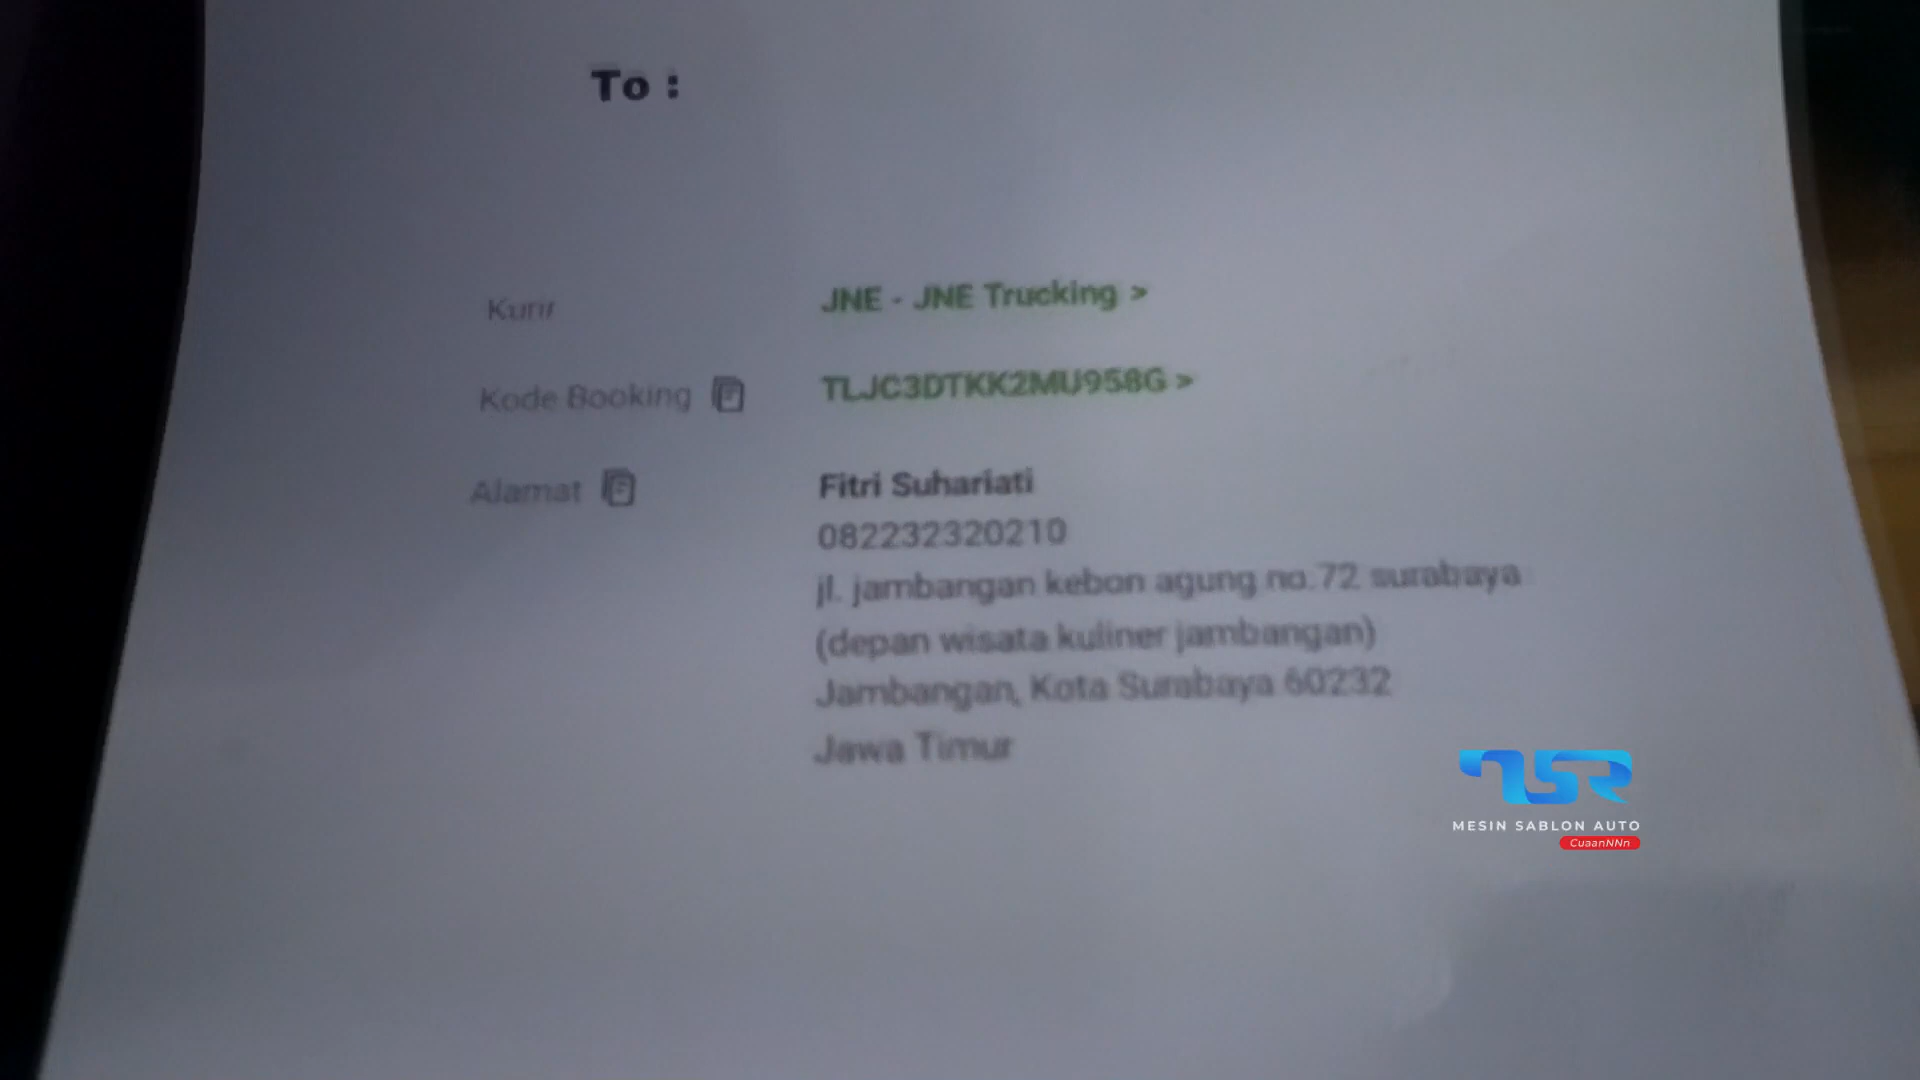 To :
Kurir
JNE - JNE Trucking >
Kode Booking
TLJC3DTKK2MU958G >
Alamat
Fitri Suhariati
082232320210
jl. jambangan kebon agung no.72 surabaya
(depan wisata kuliner jambangan)
Jambangan, Kota Surabaya 60232
Jawa Timur
MESIN SABLON AUTO
CuaanNNn